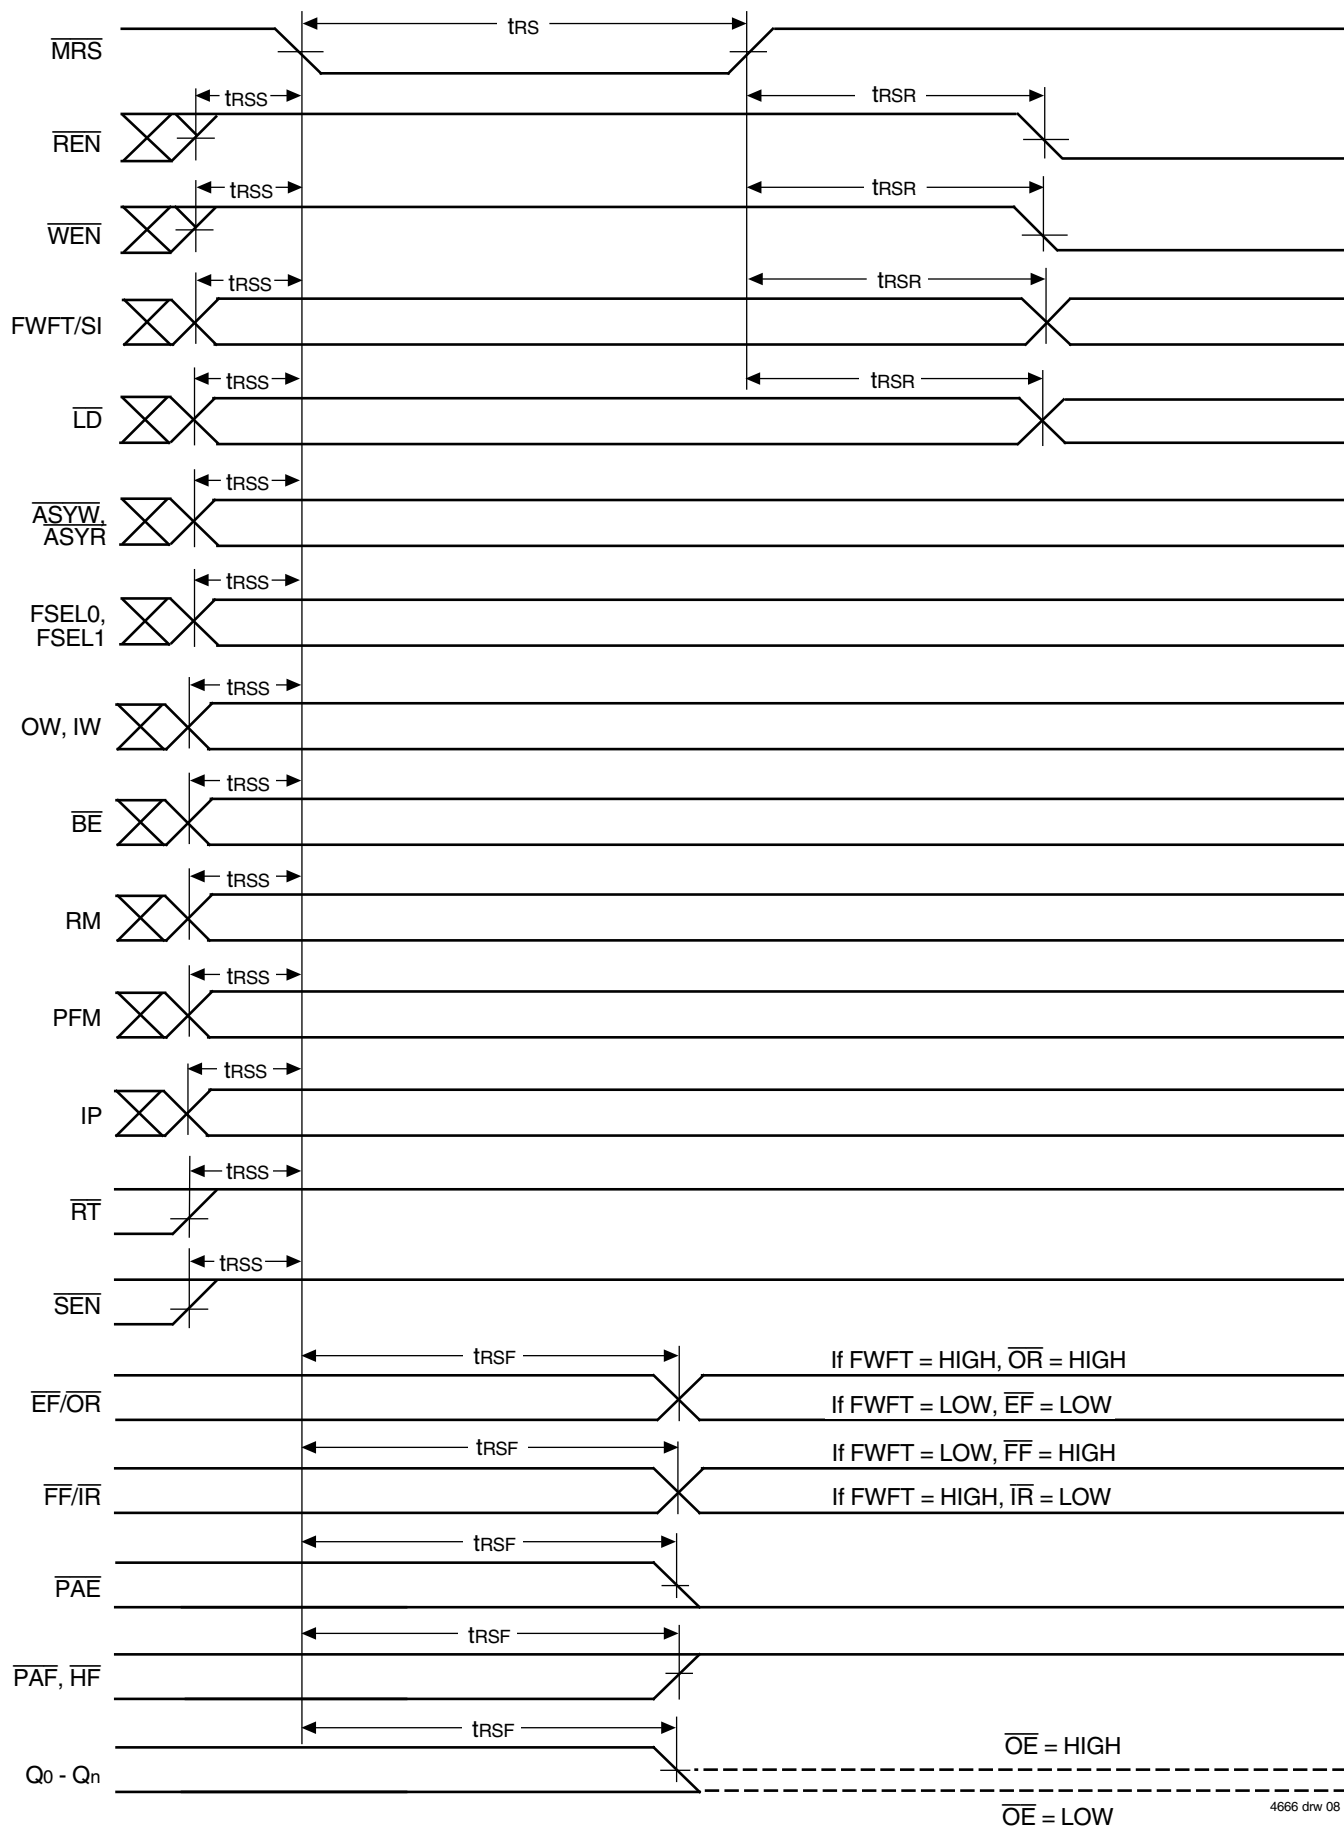 tRS
MRS
tRSS
tRSR
REN
tRSS
tRSR
WEN
tRSS
tRSR
FWFT/SI
tRSS
tRSR
LD
tRSS
ASYW,
ASYR
tRSS
FSEL0,
FSEL1
tRSS
OW, IW
tRSS
BE
tRSS
RM
tRSS
PFM
tRSS
IP
tRSS
RT
tRSS
SEN
tRSF
If FWFT = HIGH, OR = HIGH
EF/OR
If FWFT = LOW, EF = LOW
tRSF
If FWFT = LOW, FF = HIGH
FF/IR
If FWFT = HIGH, IR = LOW
tRSF
PAE
tRSF
PAF, HF
tRSF
OE = HIGH
Q0 - Qn
OE = LOW
4666 drw 08